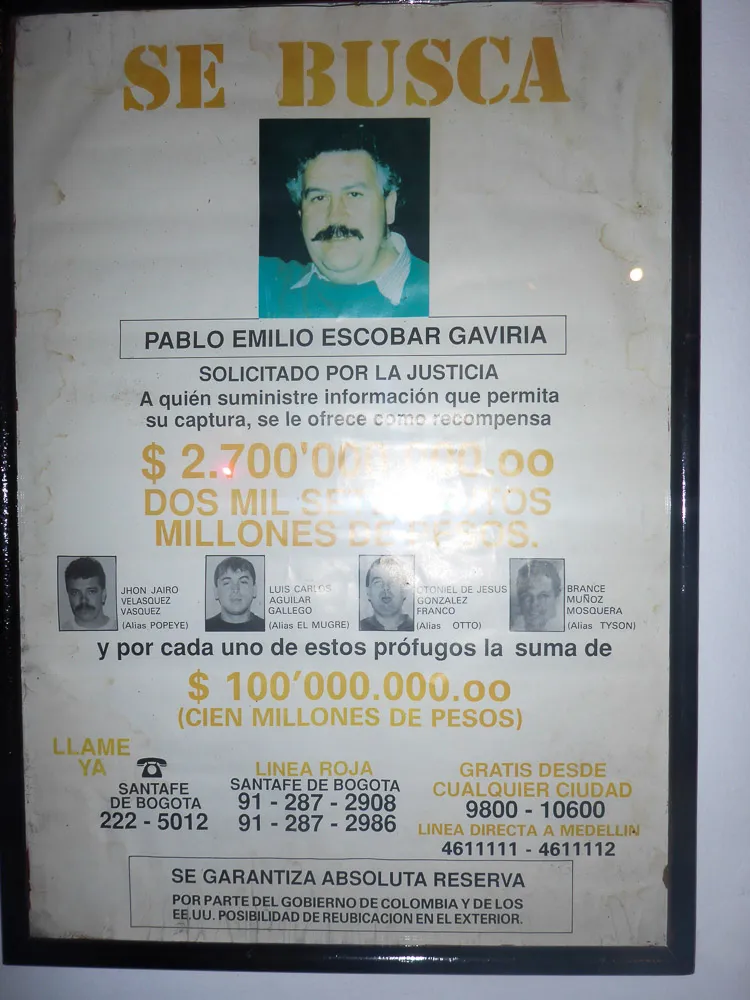 SE BUSCA
PABLO EMILIO ESCOBAR GAVIRIA
SOLICITADO POR LA JUSTICIA
A quién suministre información que permita
su captura, se le ofrece como recompensa
$ 2.700'000.000.oo
DOS MIL SETECIENTOS
MILLONES DE PESOS.
JHON JAIRO
VELASQUEZ
VASQUEZ
(Alias POPEYE)
LUIS CARLOS
AGUILAR
GALLEGO
(Alias EL MUGRE)
OTONIEL DE JESUS
GONZALEZ
FRANCO
(Alias OTTO)
BRANCE
MUÑOZ
MOSQUERA
(Alias TYSON)
y por cada uno de estos prófugos la suma de
$ 100'000.000.oo
(CIEN MILLONES DE PESOS)
LLAME
YA
SANTAFE
DE BOGOTA
222 - 5012
LINEA ROJA
SANTAFE DE BOGOTA
91 - 287 - 2908
91 - 287 - 2986
GRATIS DESDE
CUALQUIER CIUDAD
9800 - 10600
LINEA DIRECTA A MEDELLIN
4611111 - 4611112
SE GARANTIZA ABSOLUTA RESERVA
POR PARTE DEL GOBIERNO DE COLOMBIA Y DE LOS
EE.UU. POSIBILIDAD DE REUBICACION EN EL EXTERIOR.